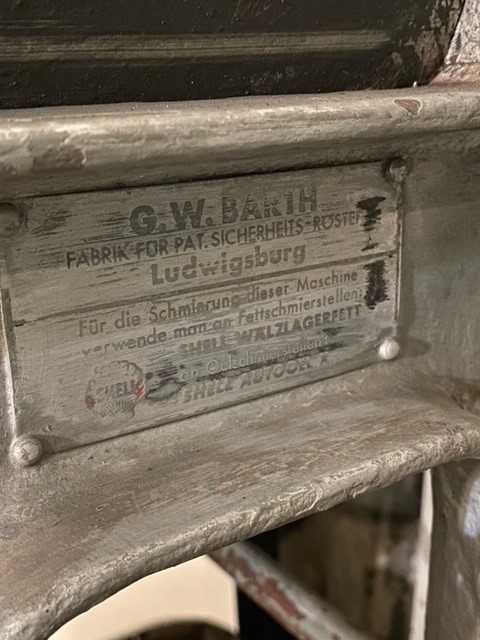 G.W. BARTH
FABRIK FÜR PAT. SICHERHEITS-RÖSTER
Ludwigsburg
Für die Schmierung dieser Maschine
verwende man an Fettschmierstellen:
SHELL WÄLZLAGERFETT
an Oelschmierstellen:
SHELL AUTOOEL
SHELL